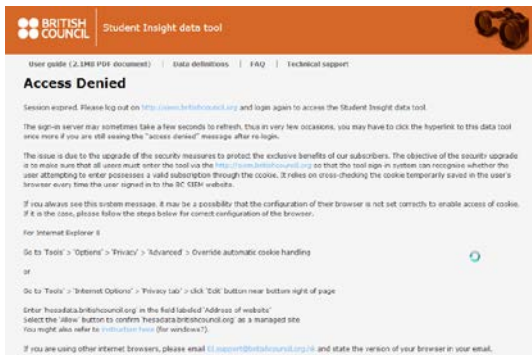 BRITISH
COUNCIL
Student Insight data tool
User guide (2.1MB PDF document) | Data definitions | FAQ | Technical support
Access Denied
Session expired. Please log out on http://www.britishcouncil.org and login again to access the Student Insight data tool.
The sign-in server may sometimes take a few seconds to refresh, thus in very few occasions, you may have to click the hyperlink to this data tool
once more if you are still seeing the "access denied" message after re-login.
The issue is due to the upgrade of the security measures to protect the exclusive benefits of our subscribers. The objective of the security upgrade
is to make sure that all users must enter the tool via the http://www.britishcouncil.org so that the tool sign-in system can recognise whether the
user attempting to enter possesses a valid subscription through the cookie. It relies on cross-checking the cookie temporarily saved in the user's
browser every time the user signed in to the BC SIEM website.
If you always see this system message, it may be a possibility that the configuration of their browser is not set correctly to enable access of cookie.
If it is the case, please follow the steps below for correct configuration of the browser.
For Internet Explorer 8
Go to 'Tools' > 'Options' > 'Privacy' > 'Advanced' > Override automatic cookie handling
or
Go to 'Tools' > 'Internet Options' > 'Privacy tab' > click 'Edit' button near bottom right of page
Enter 'hesadata.britishcouncil.org' in the field labeled 'Address of website'
Select the 'Allow' button to confirm 'hesadata.britishcouncil.org' as a managed site
You might also refer to instruction here (for windows7).
If you are using other internet browsers, please email and state the version of your browser in your email.